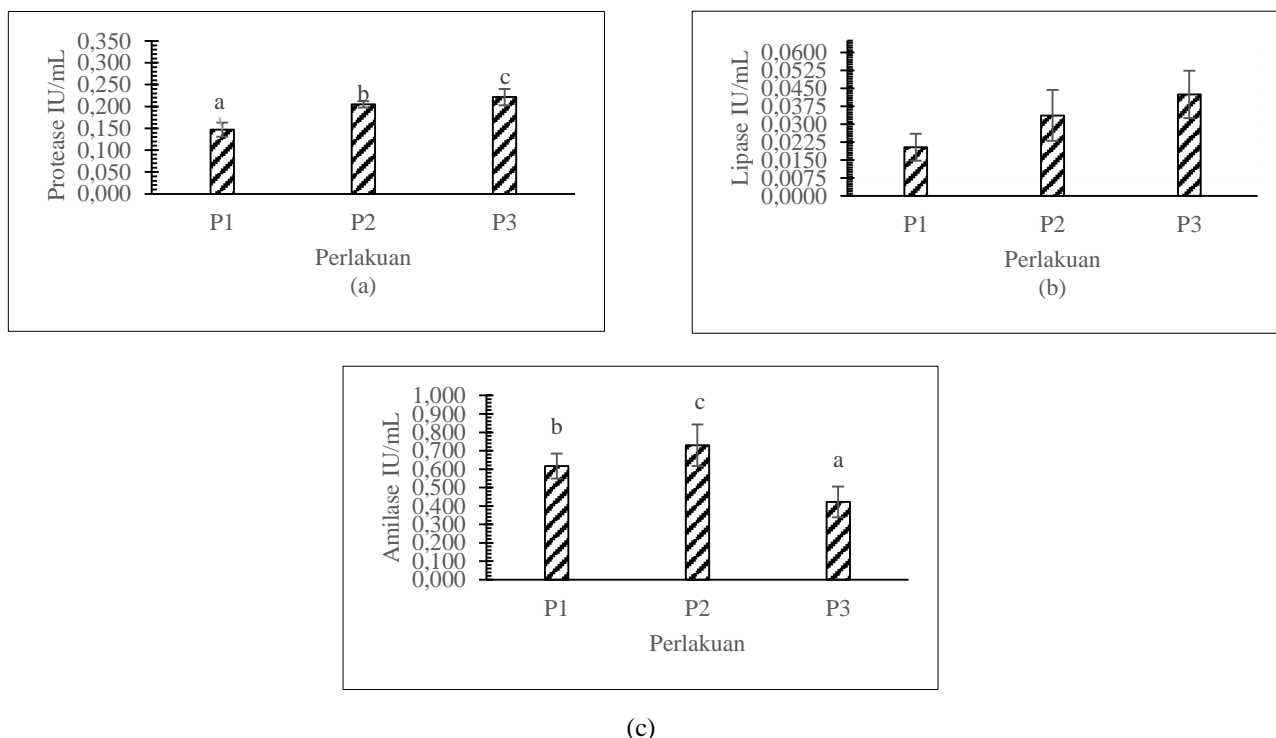 Protease IU/mL
0,350
0,300
0,250
0,200
0,150
0,100
0,050
0,000
a
b
c
P1 P2 P3
Perlakuan
(a)
Lipase IU/mL
0,0600
0,0525
0,0450
0,0375
0,0300
0,0225
0,0150
0,0075
0,0000
P1 P2 P3
Perlakuan
(b)
Amilase IU/mL
1,000
0,900
0,800
0,700
0,600
0,500
0,400
0,300
0,200
0,100
0,000
b
c
a
P1 P2 P3
Perlakuan
(c)